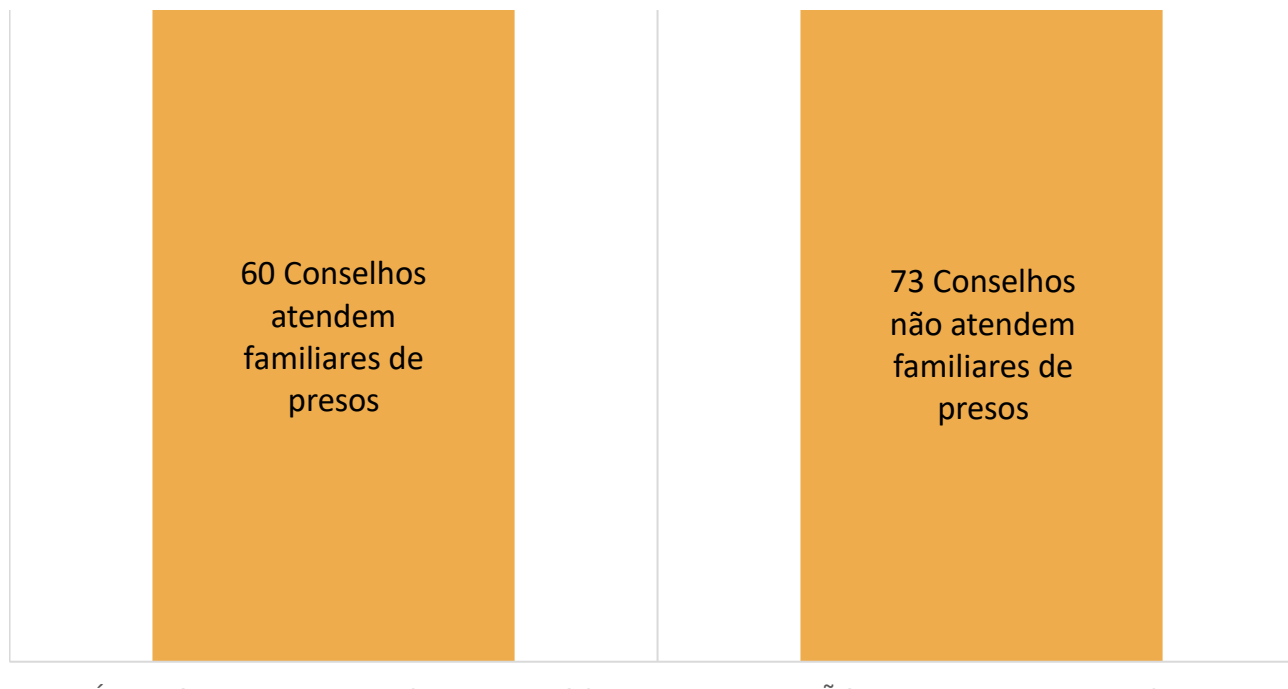 60 Conselhos
atendem
familiares de
presos
73 Conselhos
não atendem
familiares de
presos